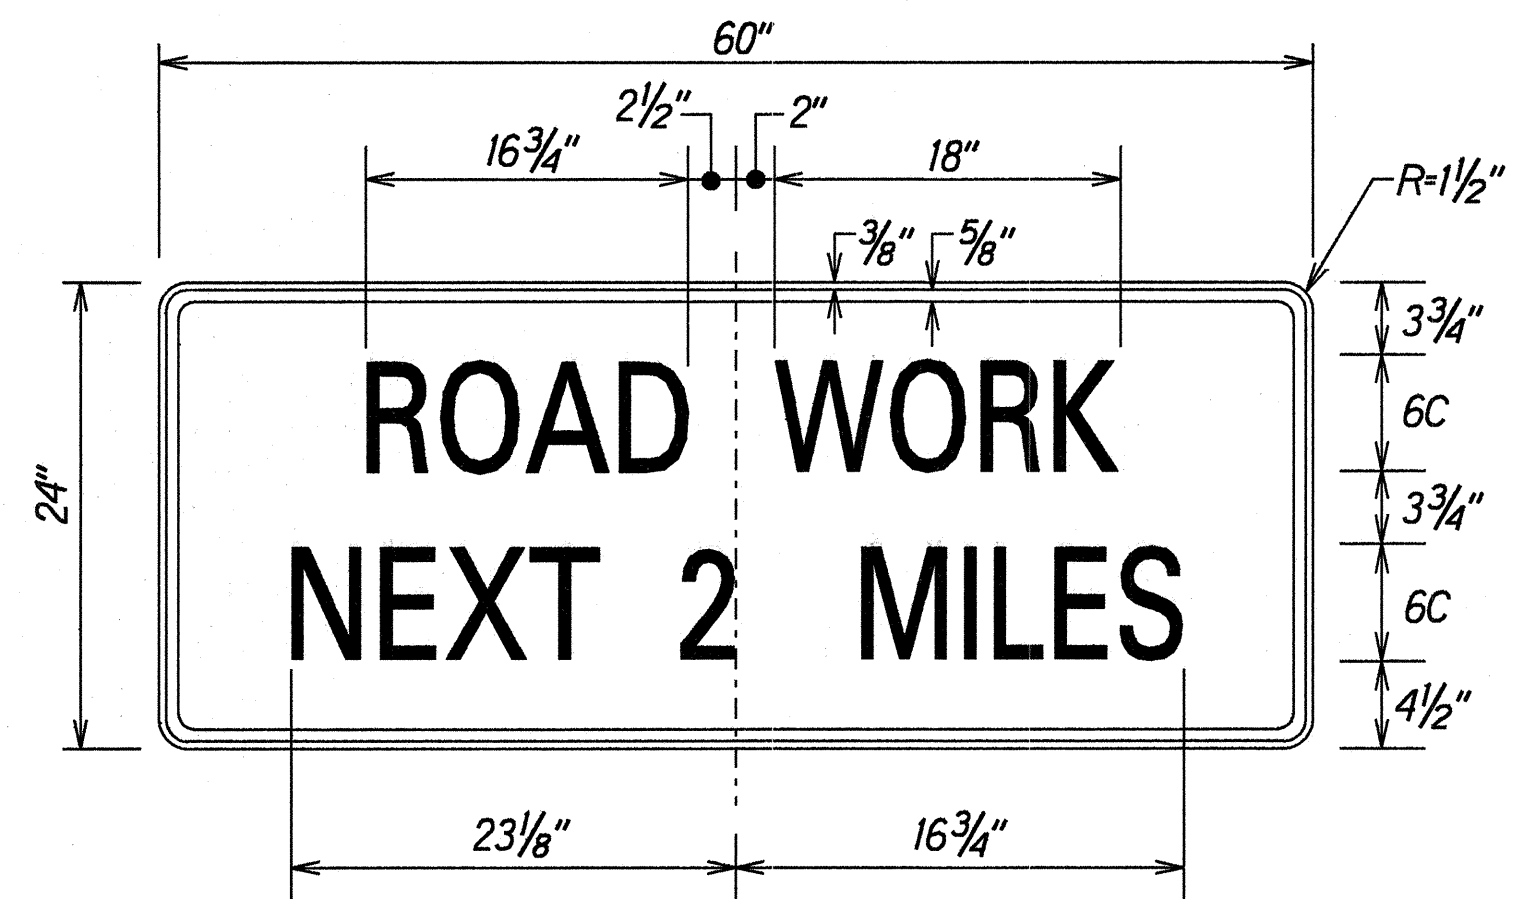 60"
2½" 2"
16¾" 18"
R=1½"
3/8" 5/8"
3¾"
ROAD WORK
6C
24"
3¾"
NEXT 2 MILES
6C
4½"
23⅛" 16¾"